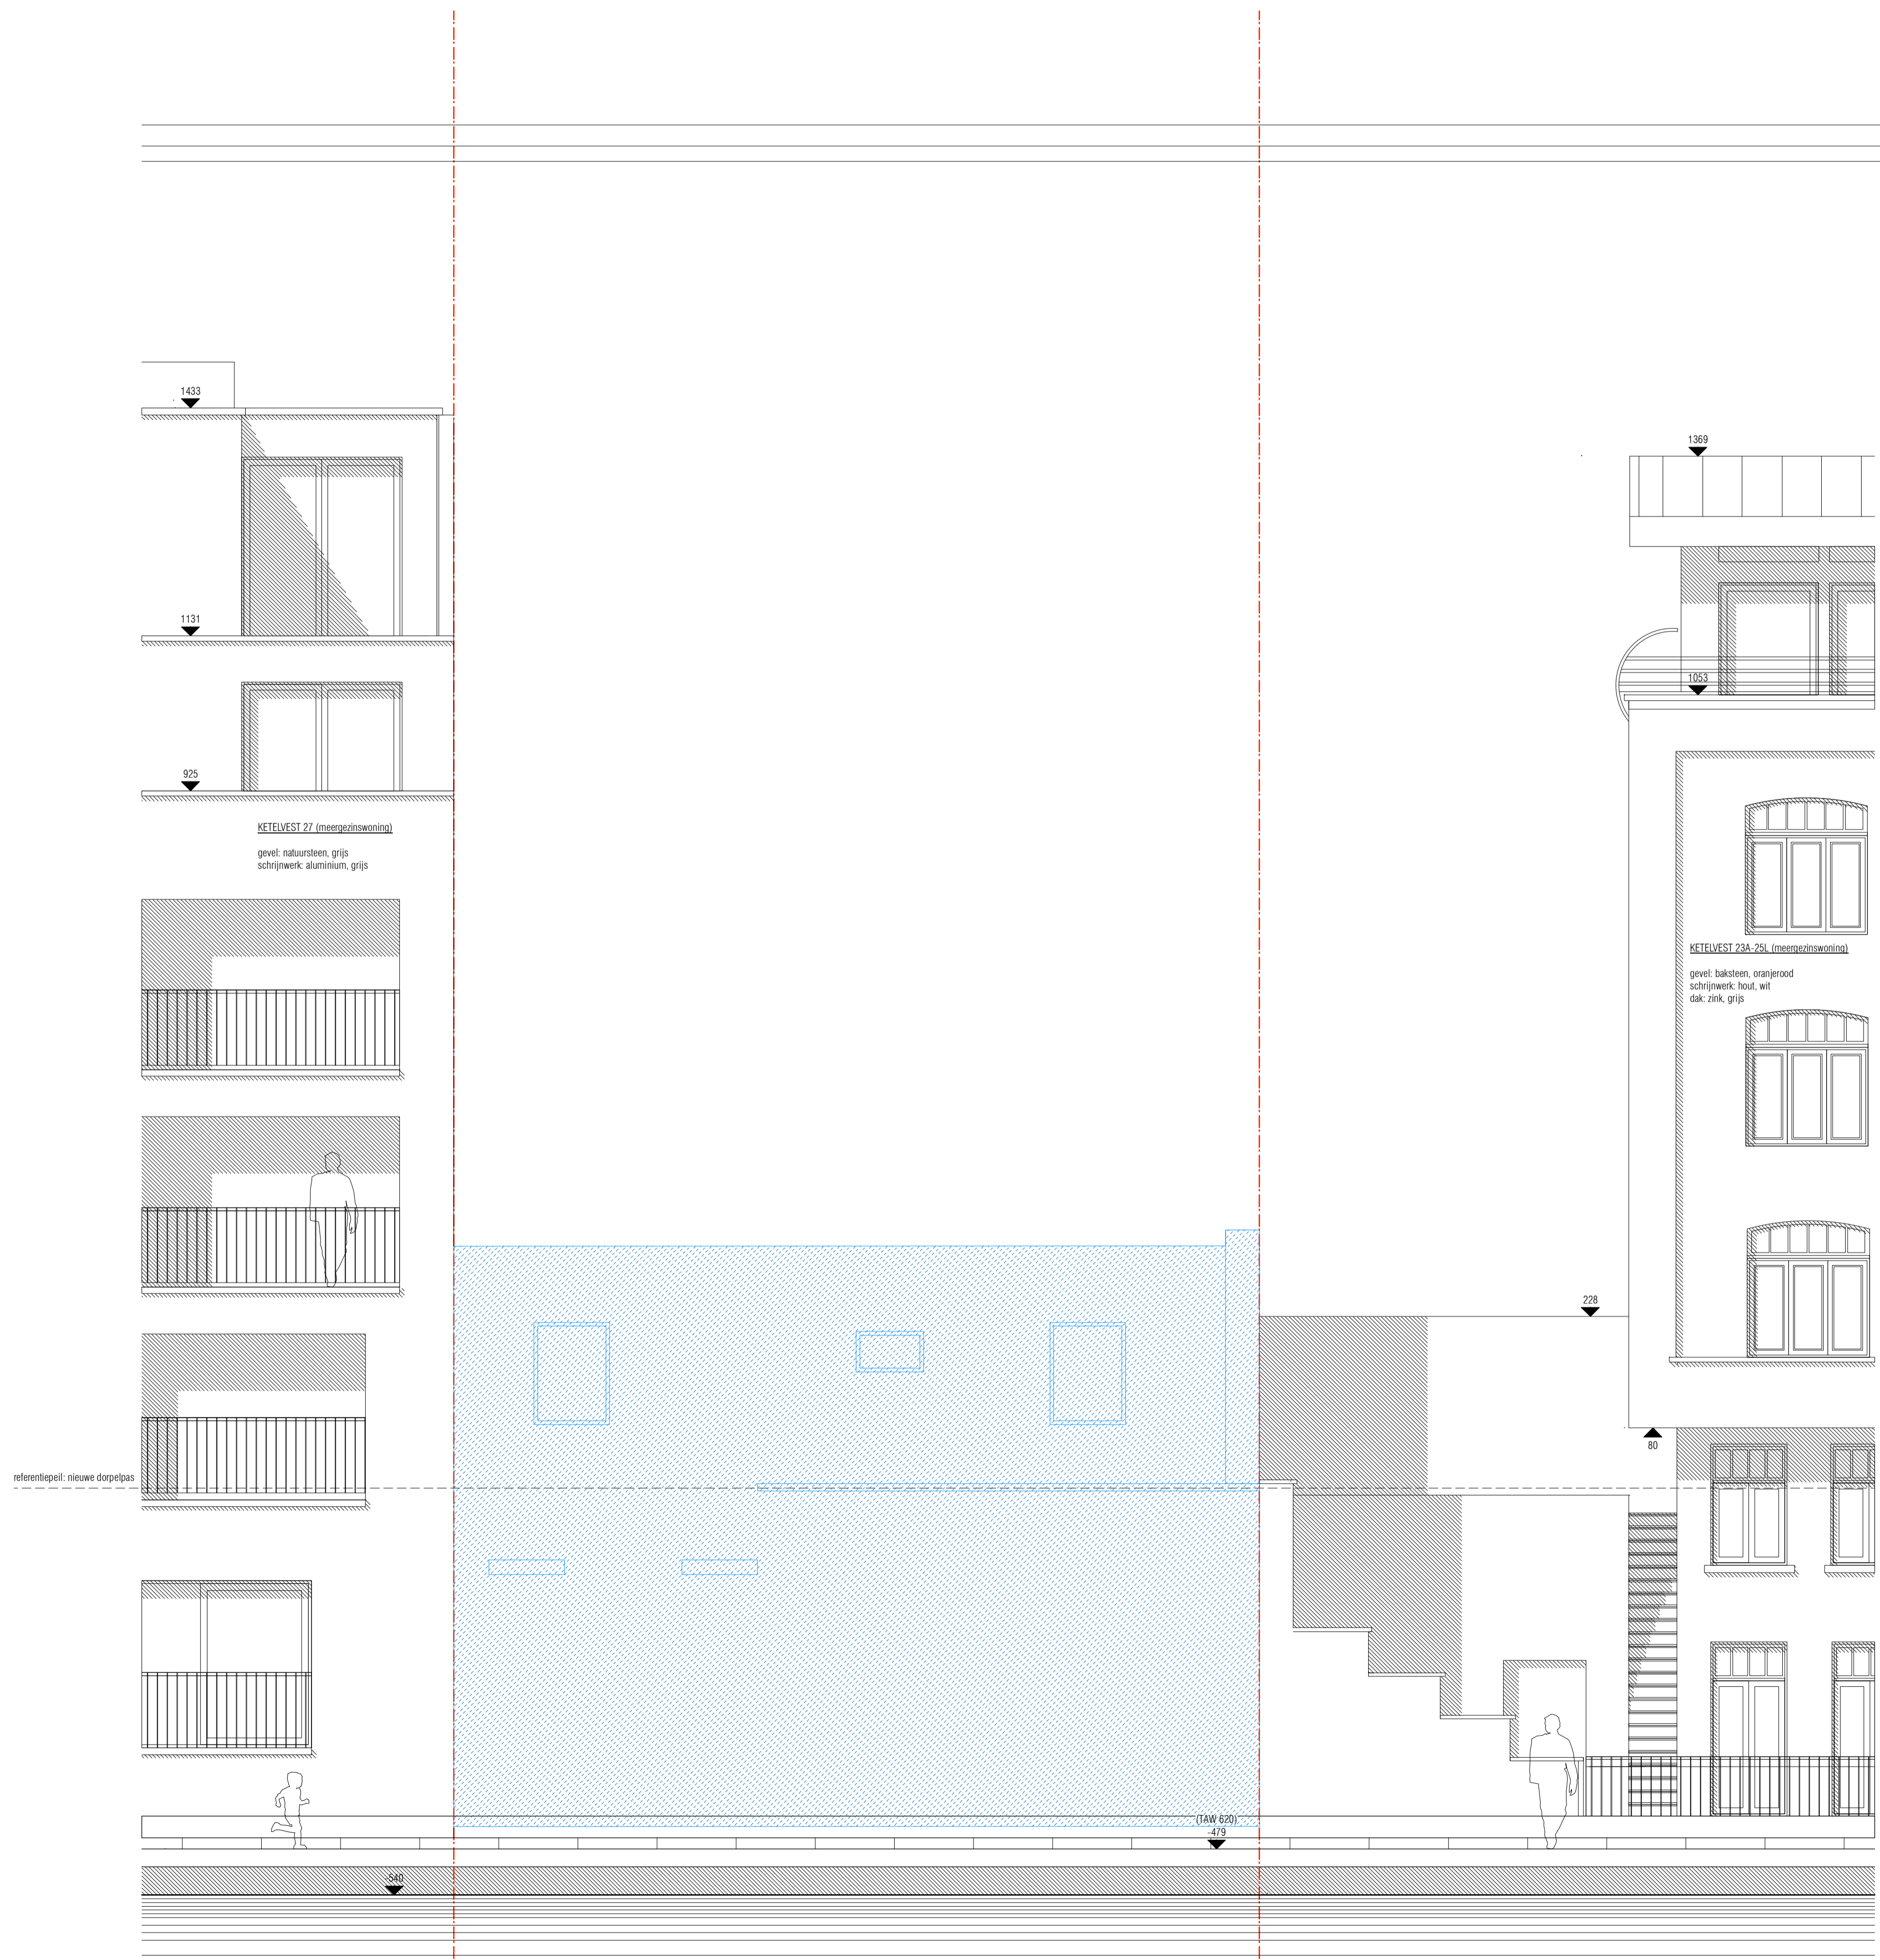 1433
1369
1131
1053
925
KETELVEST 27 (meergezinswoning)
gevel: natuursteen, grijs
schrijnwerk: aluminium, grijs
KETELVEST 23A-25L (meergezinswoning)
gevel: baksteen, oranjerood
schrijnwerk: hout, wit
dak: zink, grijs
228
80
referentiepeil: nieuwe dorpelpas
(TAW 620)
-479
-540